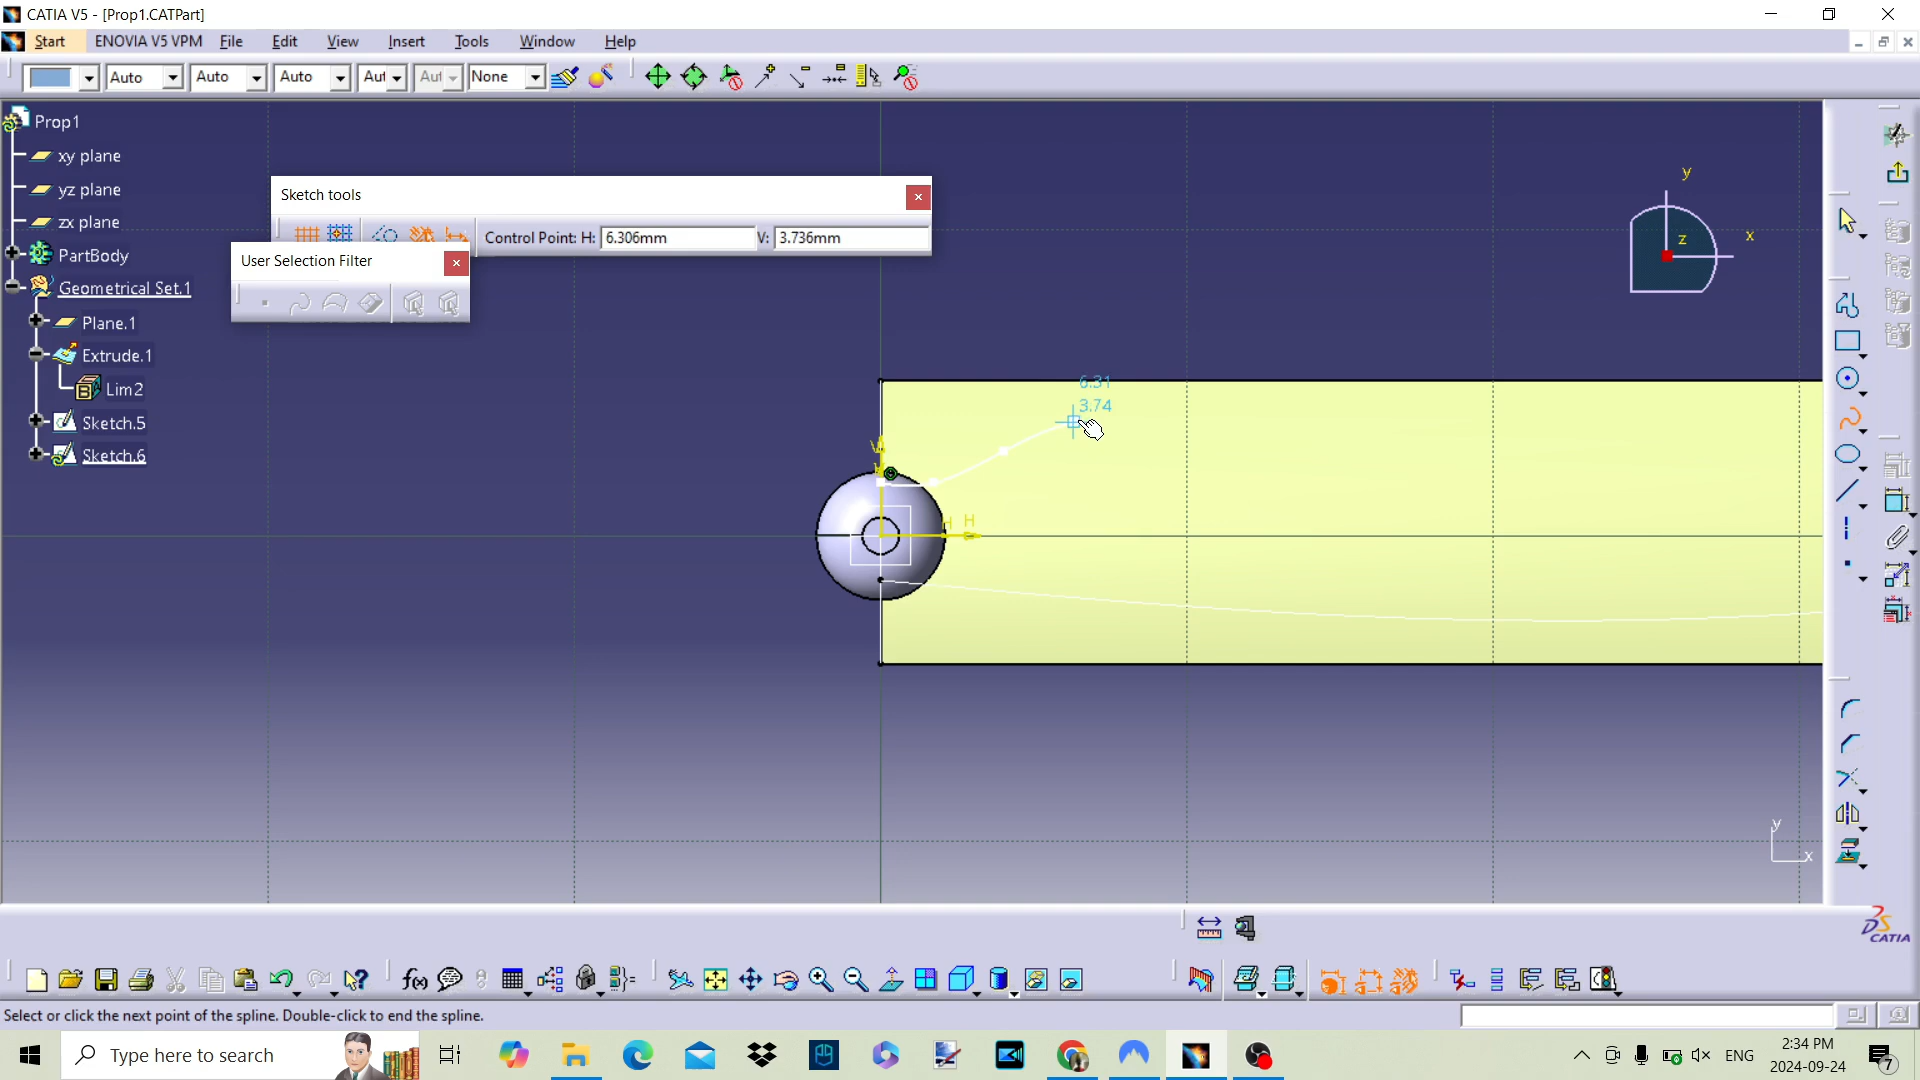 CATIA V5 - [Prop1.CATPart]
Start ENOVIA V5 VPM File Edit View Insert Tools Window Help
Auto Auto Auto Aut Aut None
Prop1
xy plane
yz plane
zx plane
PartBody
Geometrical Set.1
Plane.1
Extrude.1
Lim2
Sketch.5
Sketch.6
Sketch tools
Control Point: H: 6.306mm V: 3.736mm
User Selection Filter
y
z x
6.31
3.74
V
H H
y
x
DS
CATIA
f(x)
Select or click the next point of the spline. Double-click to end the spline.
Type here to search
ENG
2:34 PM
2024-09-24
7